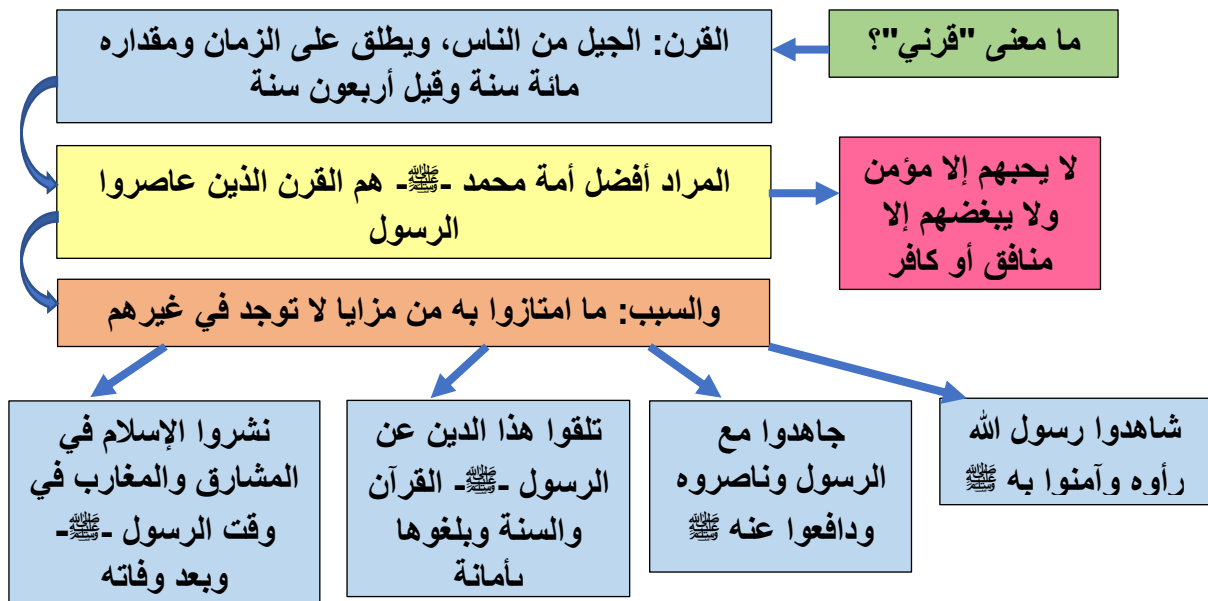 ما معنى "قرني"؟
القرن: الجيل من الناس، ويطلق على الزمان ومقداره
مائة سنة وقيل أربعون سنة
المراد أفضل أمة محمد -ﷺ- هم القرن الذين عاصروا
الرسول
لا يحبهم إلا مؤمن
ولا يبغضهم إلا
منافق أو كافر
والسبب: ما امتازوا به من مزايا لا توجد في غيرهم
شاهدوا رسول الله
رأوه وآمنوا به ﷺ
جاهدوا مع
الرسول وناصروه
ودافعوا عنه ﷺ
تلقوا هذا الدين عن
الرسول -ﷺ- القرآن
والسنة وبلغوها
بأمانة
نشروا الإسلام في
المشارق والمغارب في
وقت الرسول -ﷺ-
وبعد وفاته